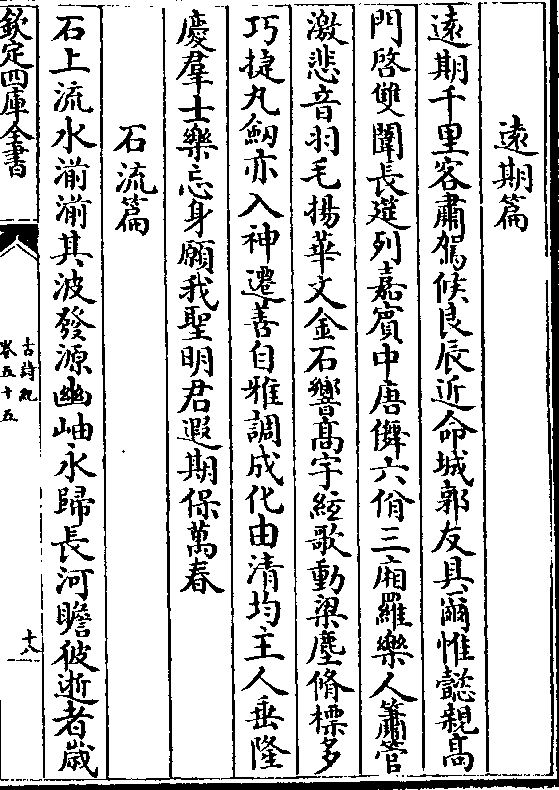 遠期篇
遠期千里客肅駕候良辰近命城郭友具爾惟懿親高
門啓雙闈長筵列嘉賓中唐儛六佾三廂羅樂人簫管
激悲音羽毛揚華文金石響髙宇絃歌動梁塵脩標多
巧捷丸劒亦入神遷善自雅調成化由清均主人垂隆
慶羣士樂忘身願我聖明君遐期保萬春
石流篇
石上流水湔湔其波發源幽岫永歸長河瞻彼逝者歲
欽定四庫全書
古詩紀
卷五十五
十八